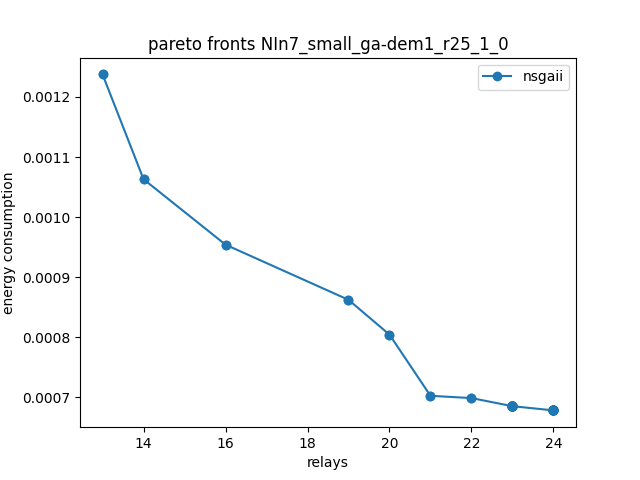 pareto fronts NIn7_small_ga-dem1_r25_1_0
nsgaii
energy consumption
0.0012
0.0011
0.0010
0.0009
0.0008
0.0007
14 16 18 20 22 24
relays